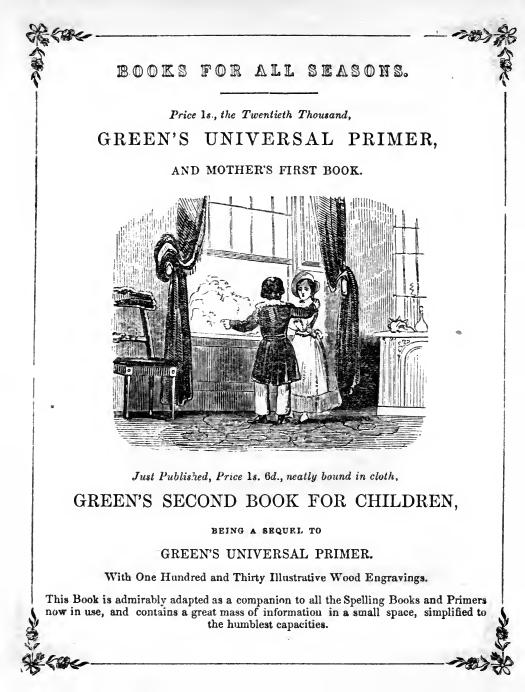 BOOKS FOR ALL SEASONS.
Price 1s., the Twentieth Thousand,
GREEN'S UNIVERSAL PRIMER,
AND MOTHER'S FIRST BOOK.
Just Published, Price 1s. 6d., neatly bound in cloth,
GREEN'S SECOND BOOK FOR CHILDREN,
BEING A SEQUEL TO
GREEN'S UNIVERSAL PRIMER.
With One Hundred and Thirty Illustrative Wood Engravings.
This Book is admirably adapted as a companion to all the Spelling Books and Primers
now in use, and contains a great mass of information in a small space, simplified to
the humblest capacities.